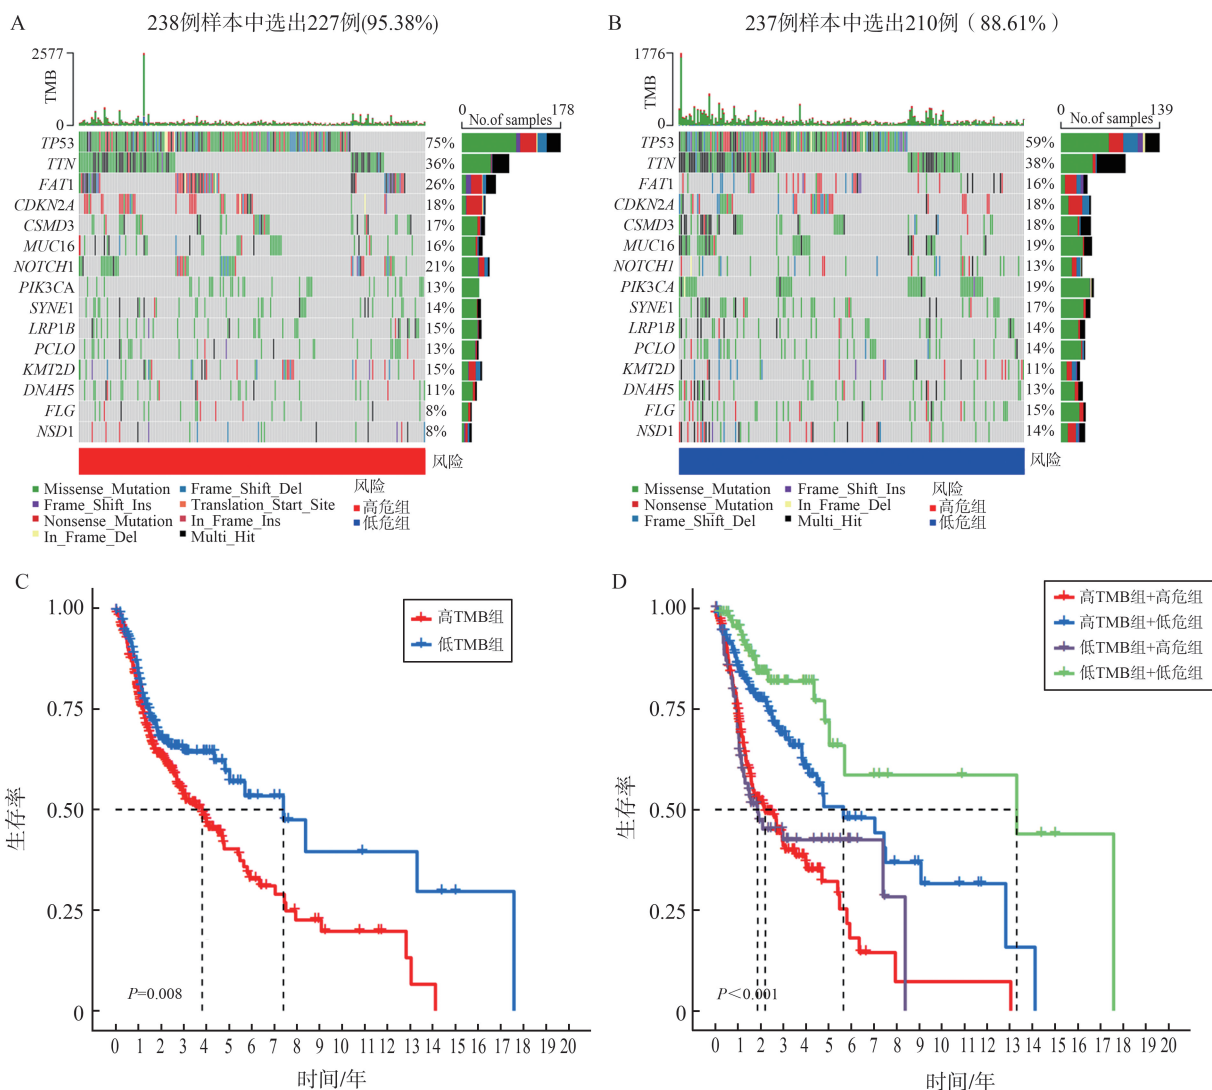 A
238例样本中选出227例(95.38%)
2577
TMB
0
0 178
No.of samples
TP53 75%
TTN 36%
FAT1 26%
CDKN2A 18%
CSMD3 17%
MUC16 16%
NOTCH1 21%
PIK3CA 13%
SYNE1 14%
LRP1B 15%
PCLO 13%
KMT2D 15%
DNAH5 11%
FLG 8%
NSD1 8%
风险
Missense_Mutation
Frame_Shift_Ins
Nonsense_Mutation
In_Frame_Del
Frame_Shift_Del
Translation_Start_Site
In_Frame_Ins
Multi_Hit
风险
高危组
低危组
B
237例样本中选出210例（88.61%）
1776
TMB
0
0 139
No.of samples
TP53 59%
TTN 38%
FAT1 16%
CDKN2A 18%
CSMD3 18%
MUC16 19%
NOTCH1 13%
PIK3CA 19%
SYNE1 17%
LRP1B 14%
PCLO 14%
KMT2D 11%
DNAH5 13%
FLG 15%
NSD1 14%
风险
Missense_Mutation
Nonsense_Mutation
Frame_Shift_Del
Frame_Shift_Ins
In_Frame_Del
Multi_Hit
风险
高危组
低危组
C
高TMB组
低TMB组
1.00
0.75
0.50
0.25
0
生存率
P=0.008
0 1 2 3 4 5 6 7 8 9 10 11 12 13 14 15 16 17 18 19 20
时间/年
D
高TMB组+高危组
高TMB组+低危组
低TMB组+高危组
低TMB组+低危组
1.00
0.75
0.50
0.25
0
生存率
P＜0.001
0 1 2 3 4 5 6 7 8 9 10 11 12 13 14 15 16 17 18 19 20
时间/年